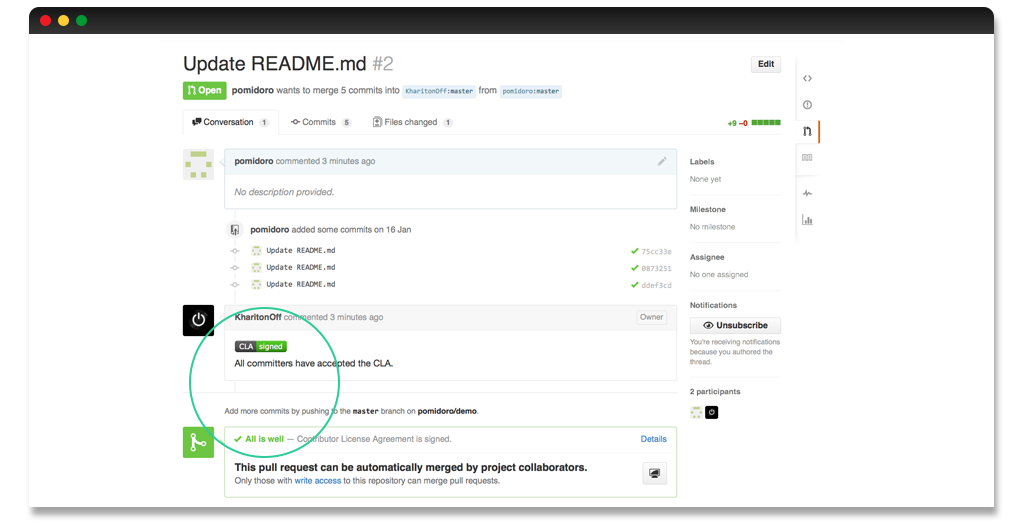 Update README.md #2
Edit
Open pomidoro wants to merge 5 commits into KharitonOff:master from pomidoro:master
Conversation 1 Commits 5 Files changed 1 +9 −0
pomidoro commented 3 minutes ago
No description provided.
pomidoro added some commits on 16 Jan
Update README.md 75cc33e
Update README.md 8873251
Update README.md ddef3cd
KharitonOff commented 3 minutes ago Owner
CLA signed
All committers have accepted the CLA.
Add more commits by pushing to the master branch on pomidoro/demo.
All is well — Contributor License Agreement is signed. Details
This pull request can be automatically merged by project collaborators.
Only those with write access to this repository can merge pull requests.
Labels
None yet
Milestone
No milestone
Assignee
No one assigned
Notifications
Unsubscribe
You're receiving notifications
because you authored the
thread.
2 participants